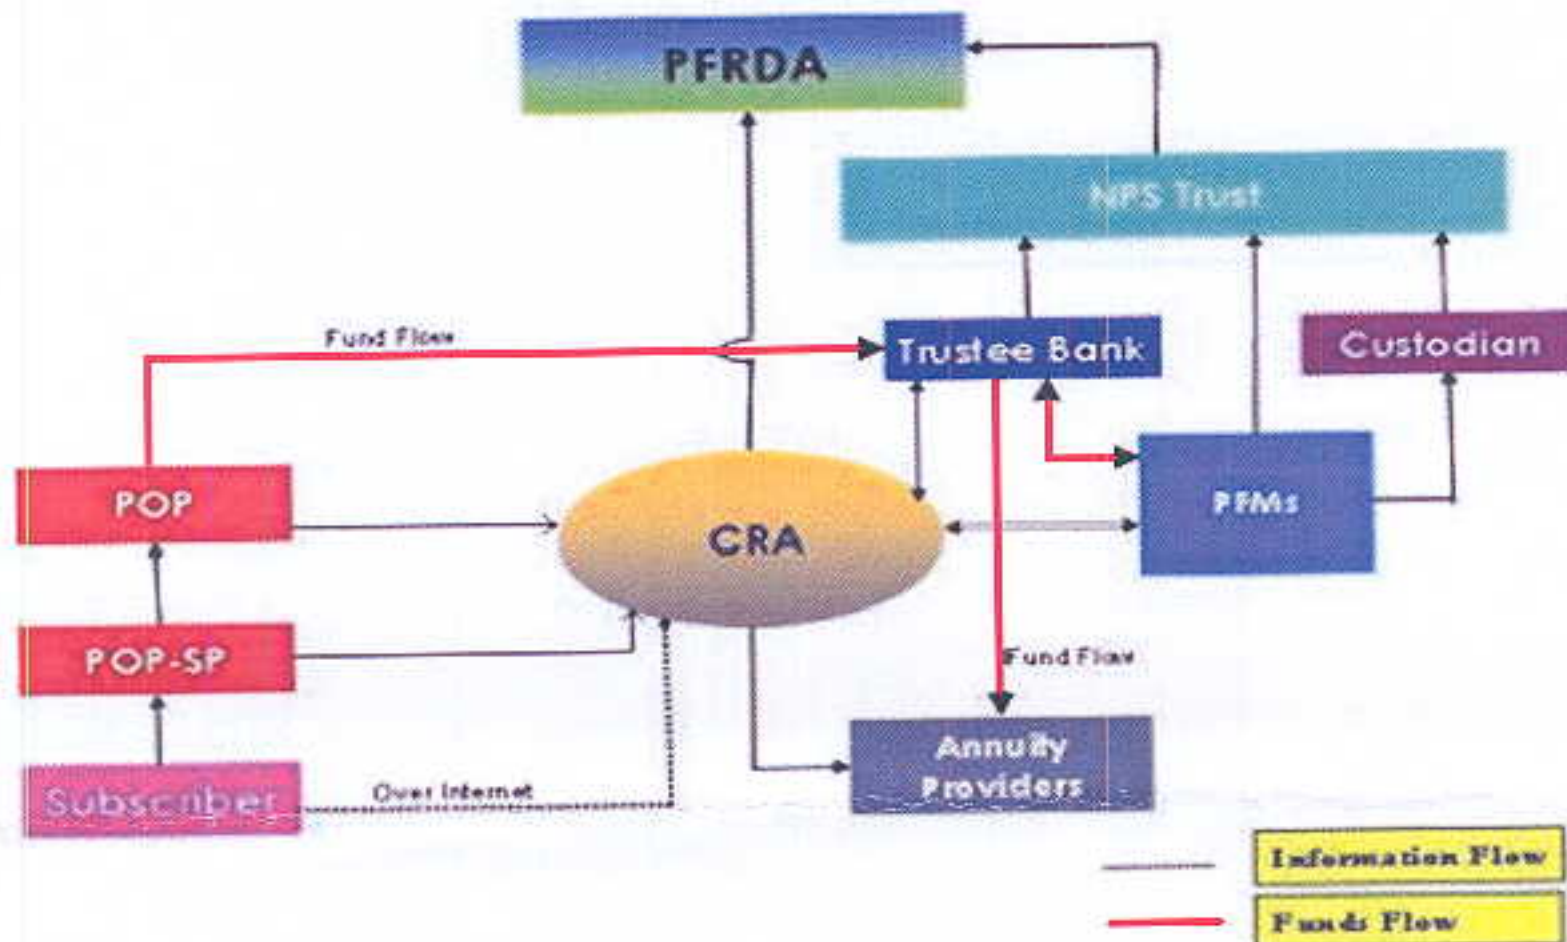 PFRDA
NPS Trust
Fund Flow
Trustee Bank
Custodian
POP
CRA
PFMs
POP-SP
Fund Flow
Subscriber
Over Internet
Annuity
Providers
Information Flow
Funds Flow